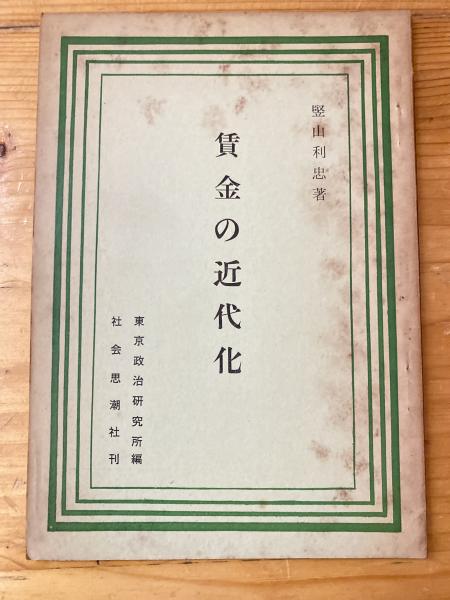 竪山利忠著
賃金の近代化
東京政治研究所編
社会思潮社刊